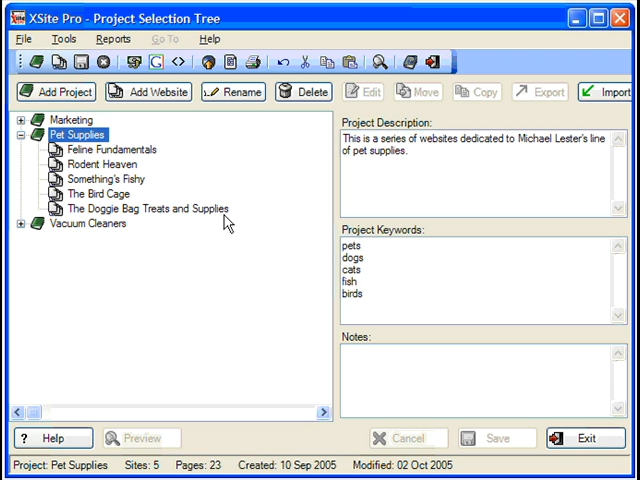 XSite Pro - Project Selection Tree
File Tools Reports Go To Help
Add Project Add Website Rename Delete Edit Move Copy Export Import
Marketing
Pet Supplies
Feline Fundamentals
Rodent Heaven
Something's Fishy
The Bird Cage
The Doggie Bag Treats and Supplies
Vacuum Cleaners
Project Description:
This is a series of websites dedicated to Michael Lester's line
of pet supplies.
Project Keywords:
pets
dogs
cats
fish
birds
Notes:
? Help Preview Cancel Save Exit
Project: Pet Supplies Sites: 5 Pages: 23 Created: 10 Sep 2005 Modified: 02 Oct 2005